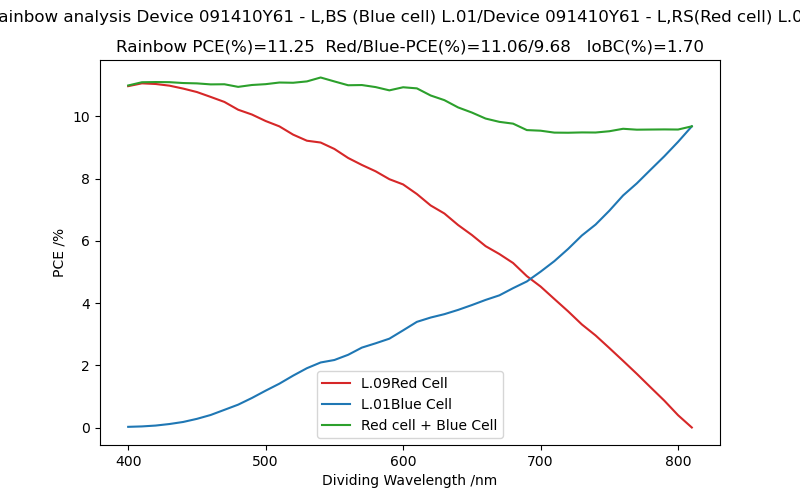 ainbow analysis Device 091410Y61 - L,BS (Blue cell) L.01/Device 091410Y61 - L,RS(Red cell) L.0
Rainbow PCE(%)=11.25 Red/Blue-PCE(%)=11.06/9.68 IoBC(%)=1.70
PCE /%
10
8
6
4
2
0
L.09Red Cell
L.01Blue Cell
Red cell + Blue Cell
400 500 600 700 800
Dividing Wavelength /nm